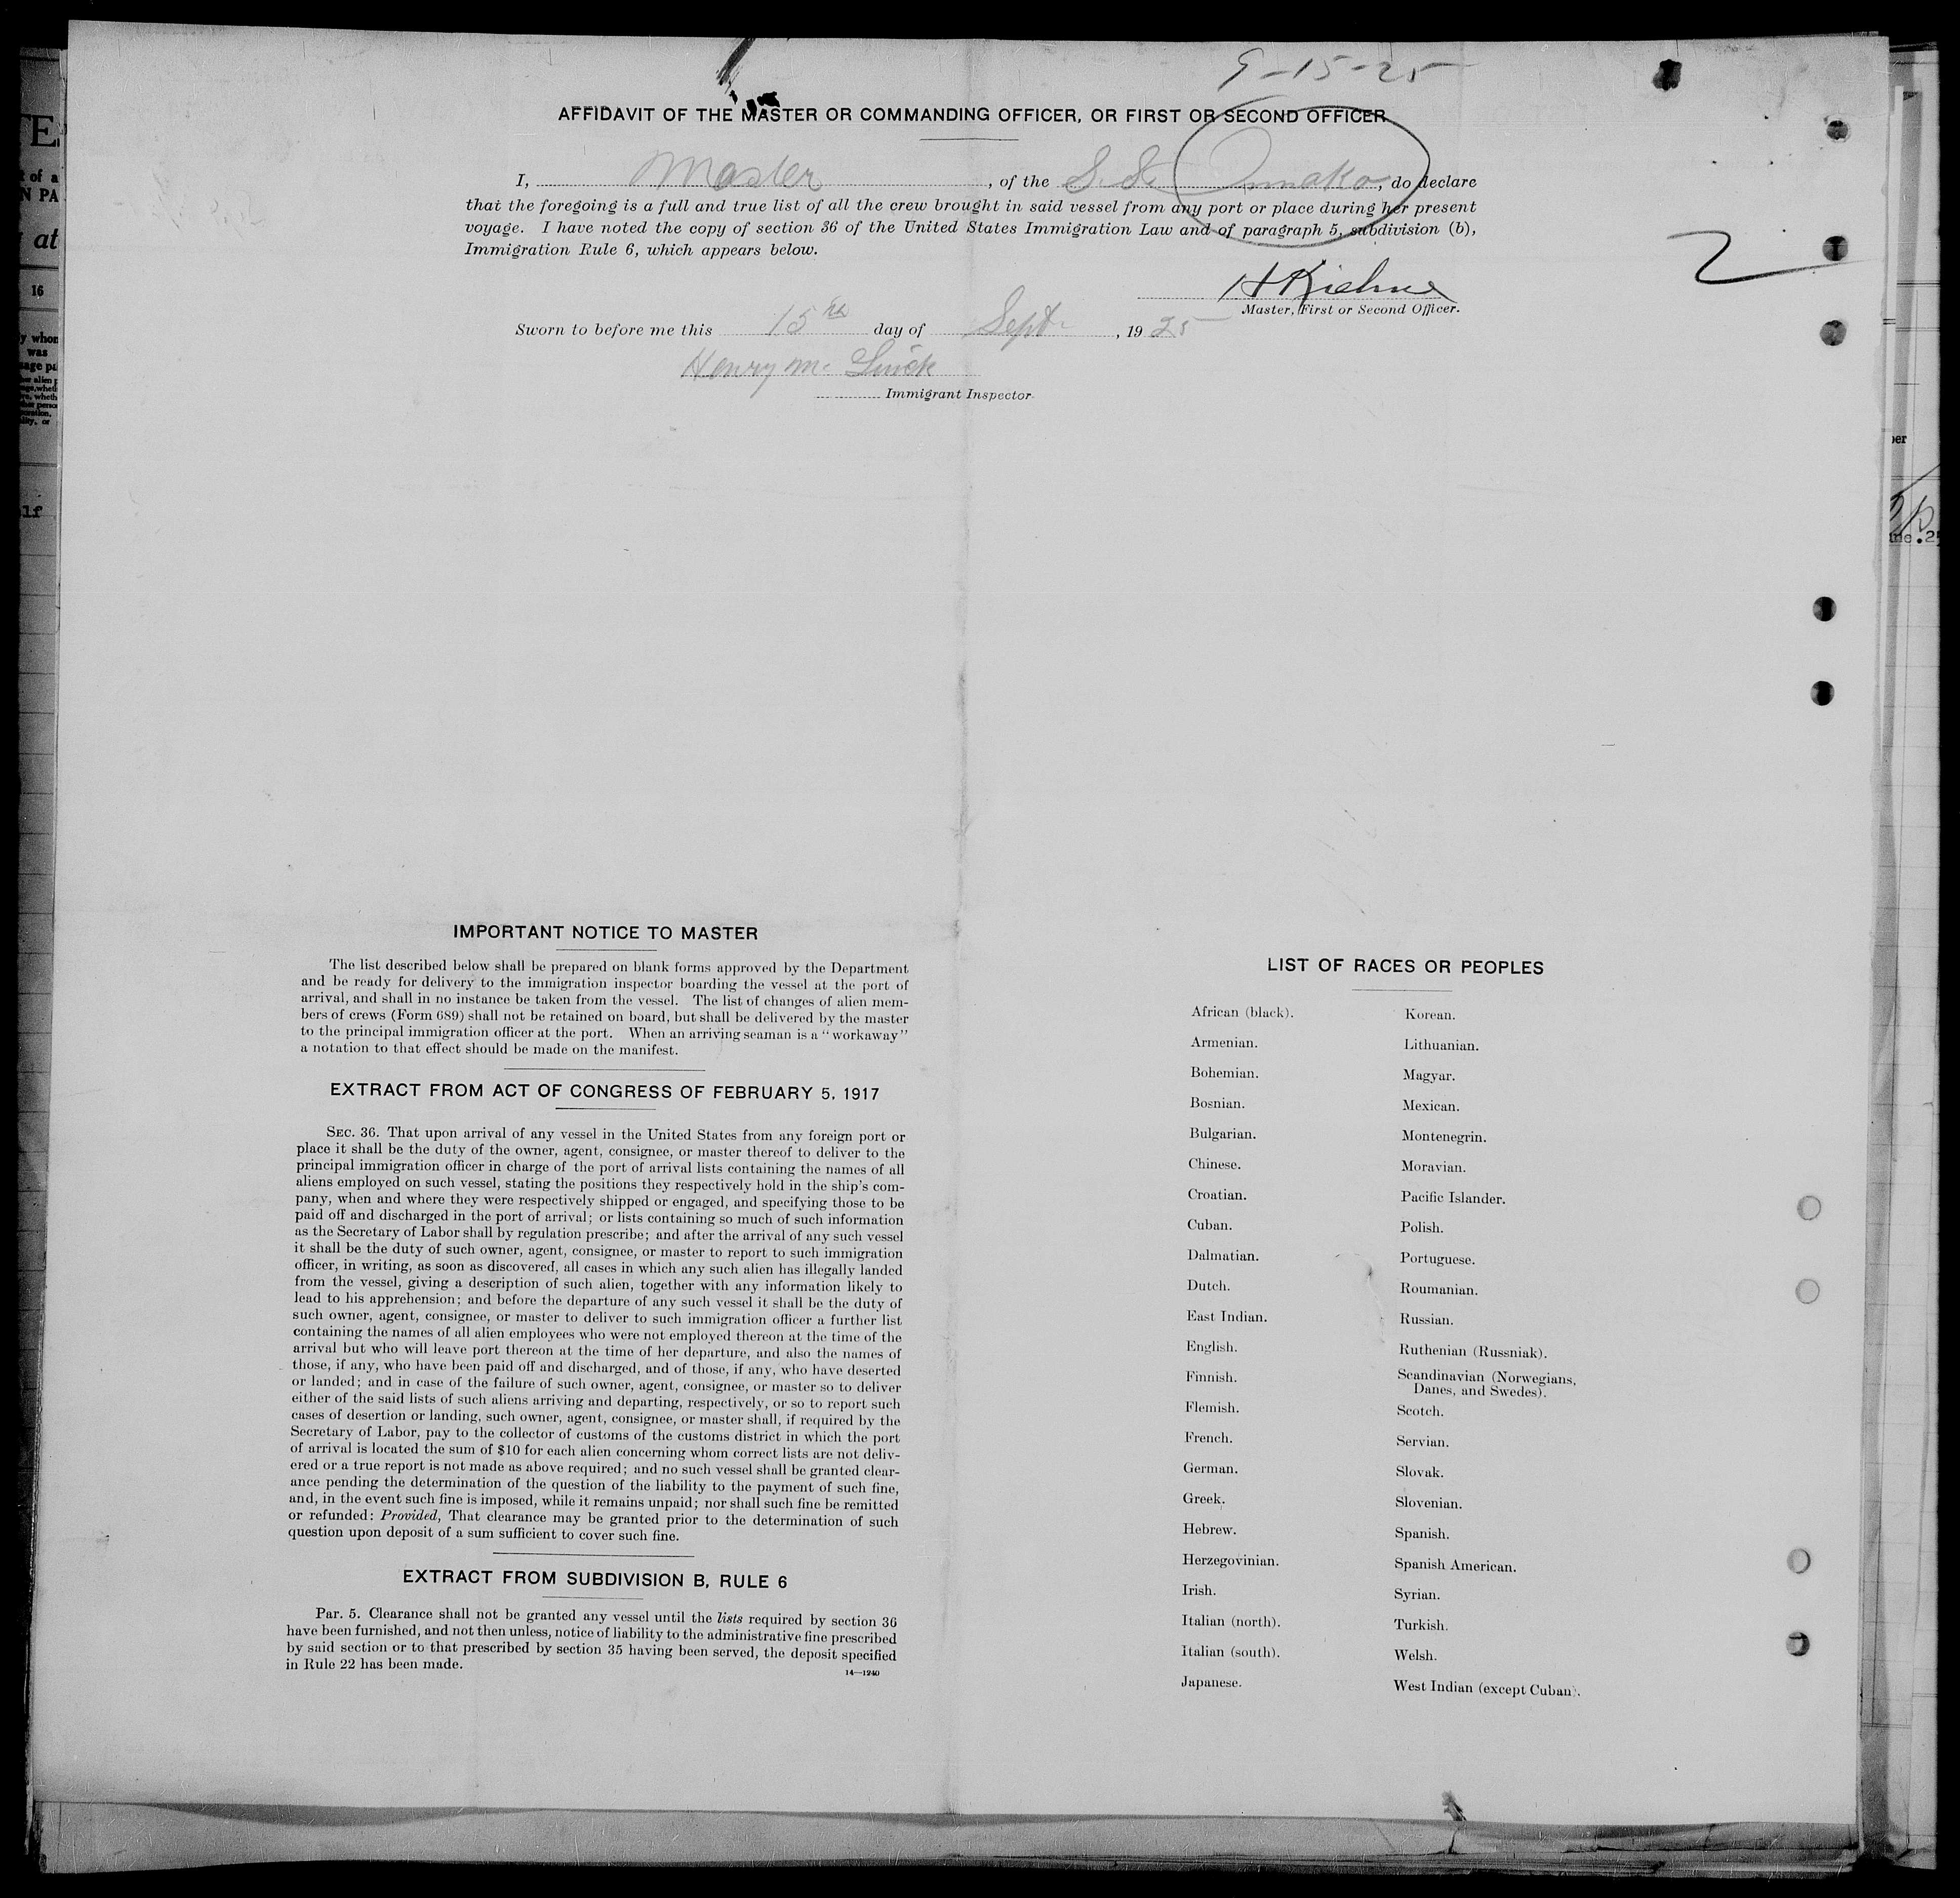 9-15-25
AFFIDAVIT OF THE MASTER OR COMMANDING OFFICER, OR FIRST OR SECOND OFFICER
I, Master, of the S.S. , do declare
that the foregoing is a full and true list of all the crew brought in said vessel from any port or place during her present
voyage. I have noted the copy of section 36 of the United States Immigration Law and of paragraph 5, subdivision (b),
Immigration Rule 6, which appears below.
2
Master, First or Second Officer.
Sworn to before me this 15th day of Sept., 1925
Henry
Immigrant Inspector.
IMPORTANT NOTICE TO MASTER
The list described below shall be prepared on blank forms approved by the Department
and be ready for delivery to the immigration inspector boarding the vessel at the port of
arrival, and shall in no instance be taken from the vessel. The list of changes of alien mem-
bers of crews (Form 689) shall not be retained on board, but shall be delivered by the master
to the principal immigration officer at the port. When an arriving seaman is a "workaway"
a notation to that effect should be made on the manifest.
EXTRACT FROM ACT OF CONGRESS OF FEBRUARY 5, 1917
SEC. 36. That upon arrival of any vessel in the United States from any foreign port or
place it shall be the duty of the owner, agent, consignee, or master thereof to deliver to the
principal immigration officer in charge of the port of arrival lists containing the names of all
aliens employed on such vessel, stating the positions they respectively hold in the ship's com-
pany, when and where they were respectively shipped or engaged, and specifying those to be
paid off and discharged in the port of arrival; or lists containing so much of such information
as the Secretary of Labor shall by regulation prescribe; and after the arrival of any such vessel
it shall be the duty of such owner, agent, consignee, or master to report to such immigration
officer, in writing, as soon as discovered, all cases in which any such alien has illegally landed
from the vessel, giving a description of such alien, together with any information likely to
lead to his apprehension; and before the departure of any such vessel it shall be the duty of
such owner, agent, consignee, or master to deliver to such immigration officer a further list
containing the names of all alien employees who were not employed thereon at the time of the
arrival but who will leave port thereon at the time of her departure, and also the names of
those, if any, who have been paid off and discharged, and of those, if any, who have deserted
or landed; and in case of the failure of such owner, agent, consignee, or master so to deliver
either of the said lists of such aliens arriving and departing, respectively, or so to report such
cases of desertion or landing, such owner, agent, consignee, or master shall, if required by the
Secretary of Labor, pay to the collector of customs of the customs district in which the port
of arrival is located the sum of $10 for each alien concerning whom correct lists are not deliv-
ered or a true report is not made as above required; and no such vessel shall be granted clear-
ance pending the determination of the question of the liability to the payment of such fine,
and, in the event such fine is imposed, while it remains unpaid; nor shall such fine be remitted
or refunded: Provided, That clearance may be granted prior to the determination of such
question upon deposit of a sum sufficient to cover such fine.
EXTRACT FROM SUBDIVISION B, RULE 6
Par. 5. Clearance shall not be granted any vessel until the lists required by section 36
have been furnished, and not then unless, notice of liability to the administrative fine prescribed
by said section or to that prescribed by section 35 having been served, the deposit specified
in Rule 22 has been made.
14—1240
LIST OF RACES OR PEOPLES
African (black).
Armenian.
Bohemian.
Bosnian.
Bulgarian.
Chinese.
Croatian.
Cuban.
Dalmatian.
Dutch.
East Indian.
English.
Finnish.
Flemish.
French.
German.
Greek.
Hebrew.
Herzegovinian.
Irish.
Italian (north).
Italian (south).
Japanese.
Korean.
Lithuanian.
Magyar.
Mexican.
Montenegrin.
Moravian.
Pacific Islander.
Polish.
Portuguese.
Roumanian.
Russian.
Ruthenian (Russniak).
Scandinavian (Norwegians,
Danes, and Swedes).
Scotch.
Servian.
Slovak.
Slovenian.
Spanish.
Spanish American.
Syrian.
Turkish.
Welsh.
West Indian (except Cuban).